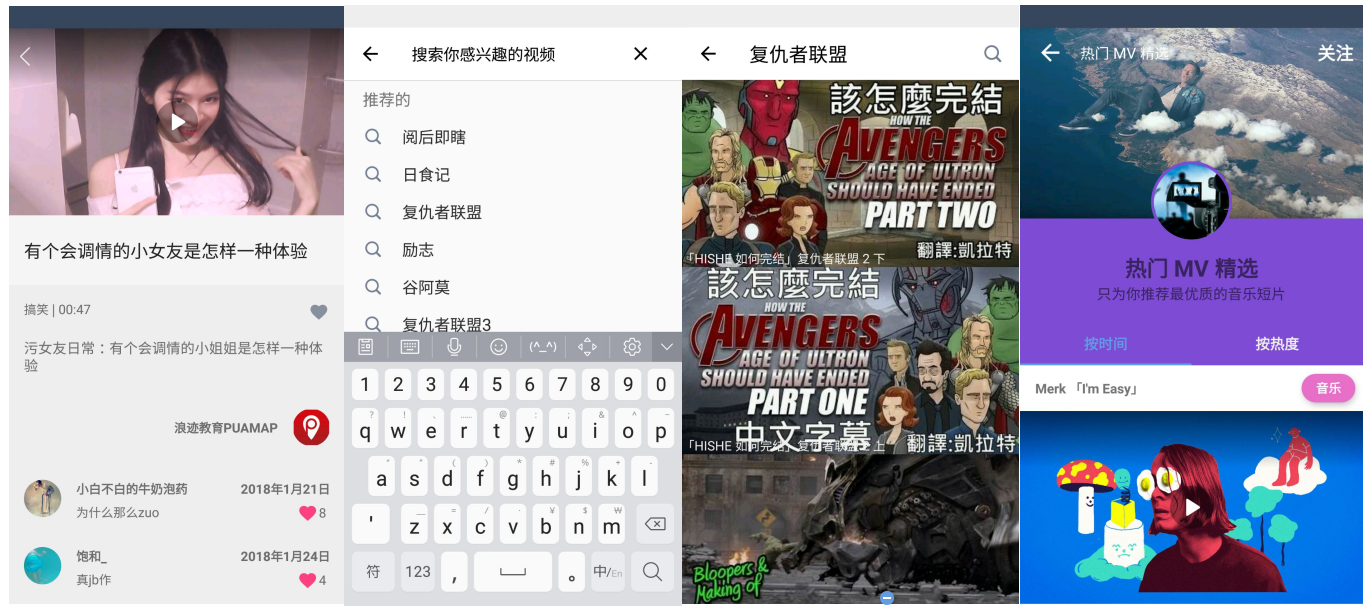 有个会调情的小女友是怎样一种体验
搞笑 | 00:47
污女友日常：有个会调情的小姐姐是怎样一种体
验
浪迹教育PUAMAP
小白不白的牛奶泡药
2018年1月21日
为什么那么zuo
8
饱和_
2018年1月24日
真jb作
4
搜索你感兴趣的视频
推荐的
阅后即瞎
日食记
复仇者联盟
励志
谷阿莫
复仇者联盟3
(^_^)
1 2 3 4 5 6 7 8 9 0
q w e r t y u i o p
a s d f g h j k l
' z x c v b n m
符 123 , 。 中/En
复仇者联盟
該怎麼完結
HOW THE
AVENGERS
AGE OF ULTRON
SHOULD HAVE ENDED
PART TWO
翻譯:凱拉特
「HISHE 如何完结」复仇者联盟 2 下
該怎麼完結
HOW THE
AVENGERS
AGE OF ULTRON
SHOULD HAVE ENDED
PART ONE
中文字幕
翻譯:凱拉特
「HISHE 如何完结」复仇者联盟 2 上
Bloopers &
Making of
热门 MV 精选
关注
热门 MV 精选
只为你推荐最优质的音乐短片
按时间
按热度
Merk 「I'm Easy」
音乐